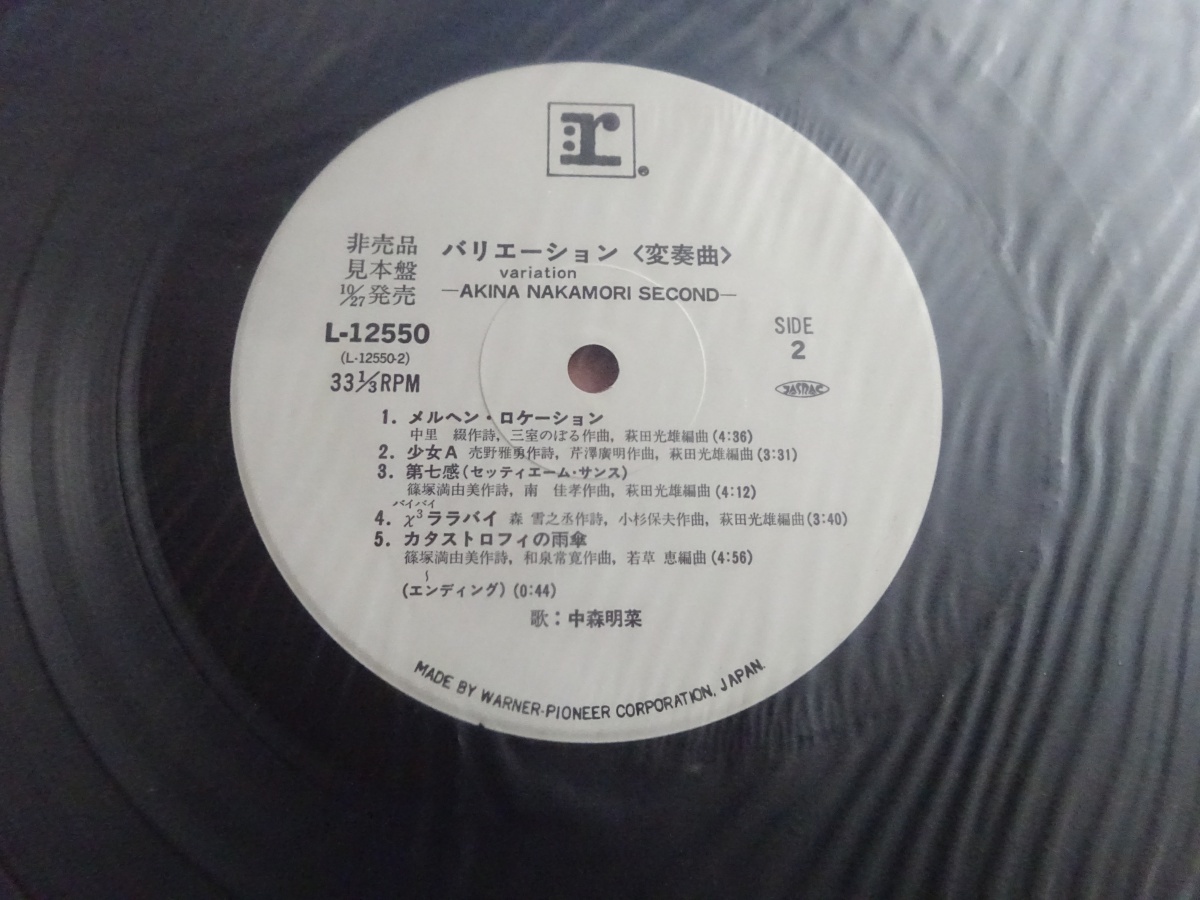 r.
非売品
見本盤
10/27発売
バリエーション〈変奏曲〉
variation
—AKINA NAKAMORI SECOND—
L-12550
(L-12550-2)
33 1/3 RPM
SIDE
2
JASRAC
1. メルヘン・ロケーション
中里 綴作詩, 三室のぼる作曲, 萩田光雄編曲 (4:36)
2. 少女A 売野雅勇作詩, 芹澤廣明作曲, 萩田光雄編曲 (3:31)
3. 第七感(セッティエーム・サンス)
篠塚満由美作詩, 南 佳孝作曲, 萩田光雄編曲 (4:12)
バイバイ
4. χ³ララバイ 森 雪之丞作詩, 小杉保夫作曲, 萩田光雄編曲 (3:40)
5. カタストロフィの雨傘
篠塚満由美作詩, 和泉常寛作曲, 若草 恵編曲 (4:56)
〜
(エンディング) (0:44)
歌:中森明菜
MADE BY WARNER-PIONEER CORPORATION, JAPAN.